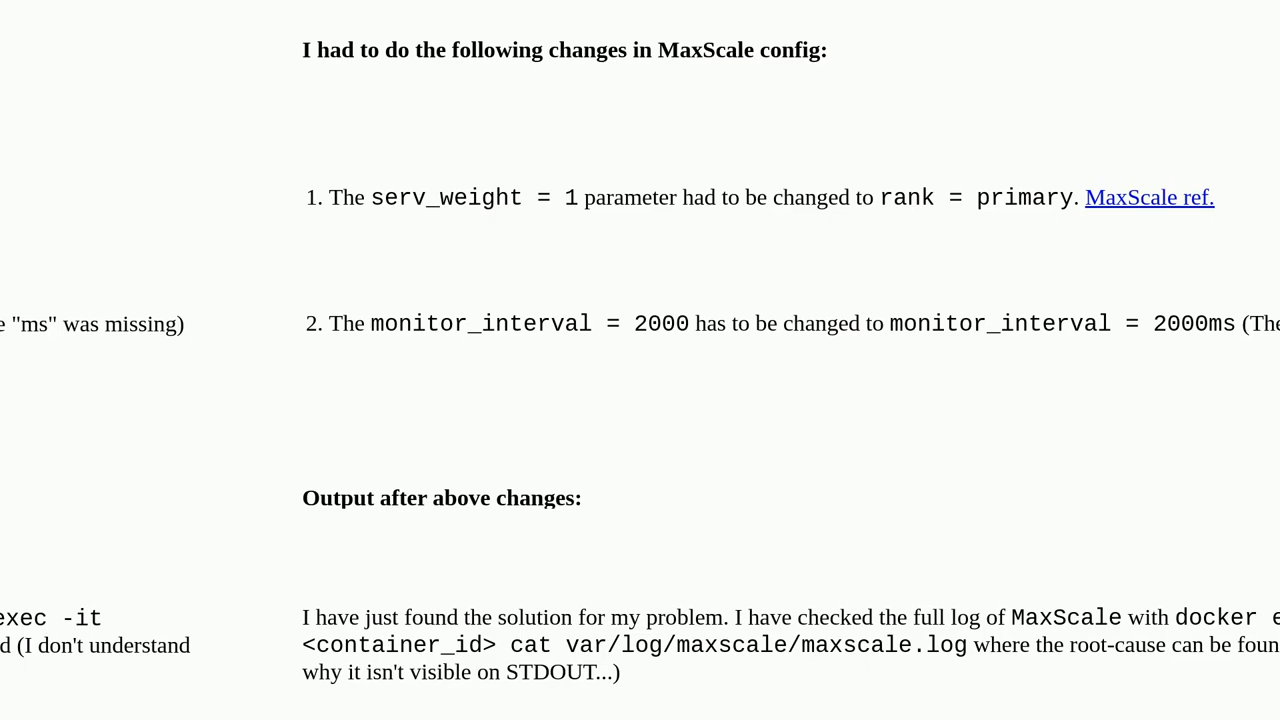 I had to do the following changes in MaxScale config:
1. The serv_weight = 1 parameter had to be changed to rank = primary. MaxScale ref.
2. The monitor_interval = 2000 has to be changed to monitor_interval = 2000ms (The "ms" was missing)
Output after above changes:
I have just found the solution for my problem. I have checked the full log of MaxScale with docker exec -it
<container_id> cat var/log/maxscale/maxscale.log where the root-cause can be found (I don't understand
why it isn't visible on STDOUT...)